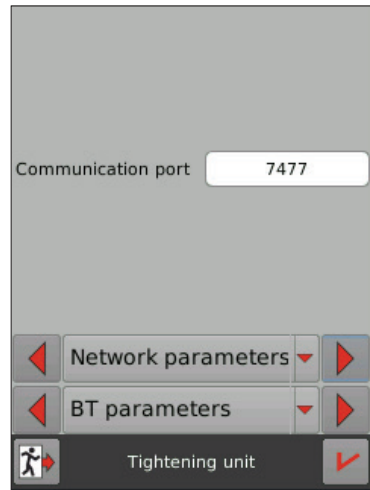 Communication port 7477
Network parameters
BT parameters
Tightening unit